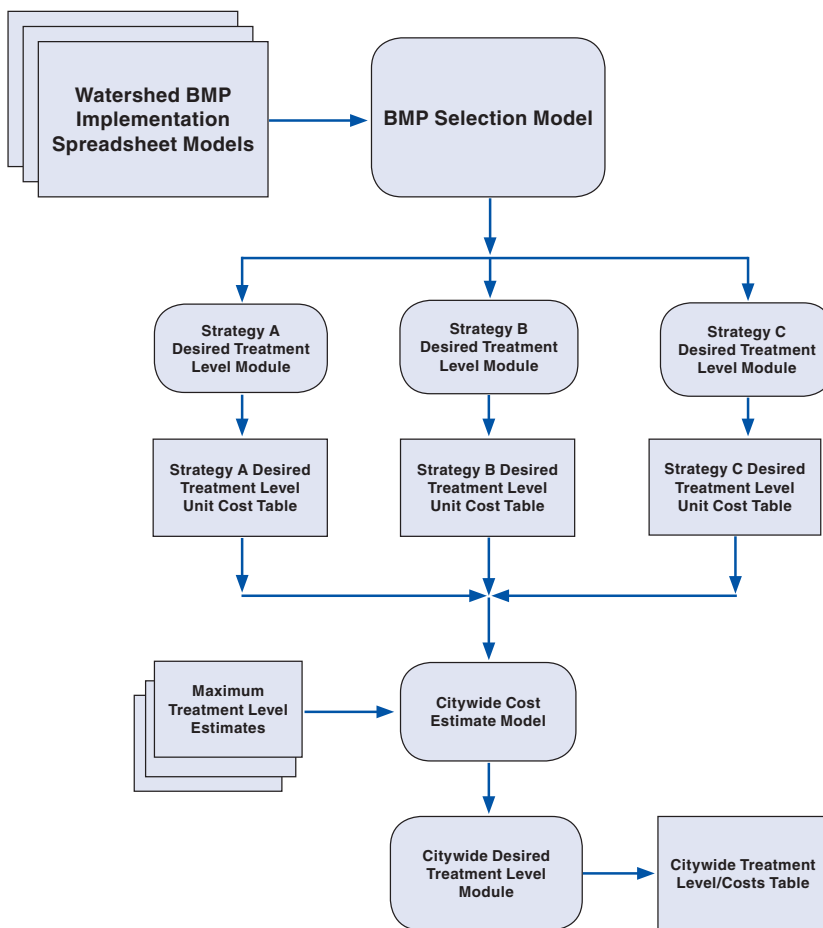 Watershed BMP
Implementation
Spreadsheet Models
BMP Selection Model
Strategy A
Desired Treatment
Level Module
Strategy B
Desired Treatment
Level Module
Strategy C
Desired Treatment
Level Module
Strategy A Desired
Treatment Level
Unit Cost Table
Strategy B Desired
Treatment Level
Unit Cost Table
Strategy C Desired
Treatment Level
Unit Cost Table
Maximum
Treatment Level
Estimates
Citywide Cost
Estimate Model
Citywide Desired
Treatment Level
Module
Citywide Treatment
Level/Costs Table